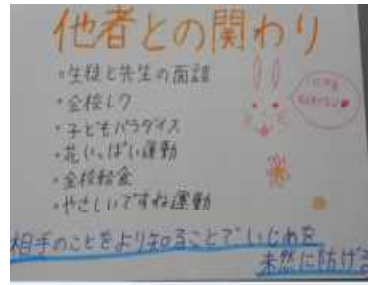 他者との関わり
・生徒と先生の面談
・全校レク
・子どもパラダイス
・花いっぱい運動
・全校給食
・やさしいですね運動
相手のことをより知ることでいじめを
未然に防げる